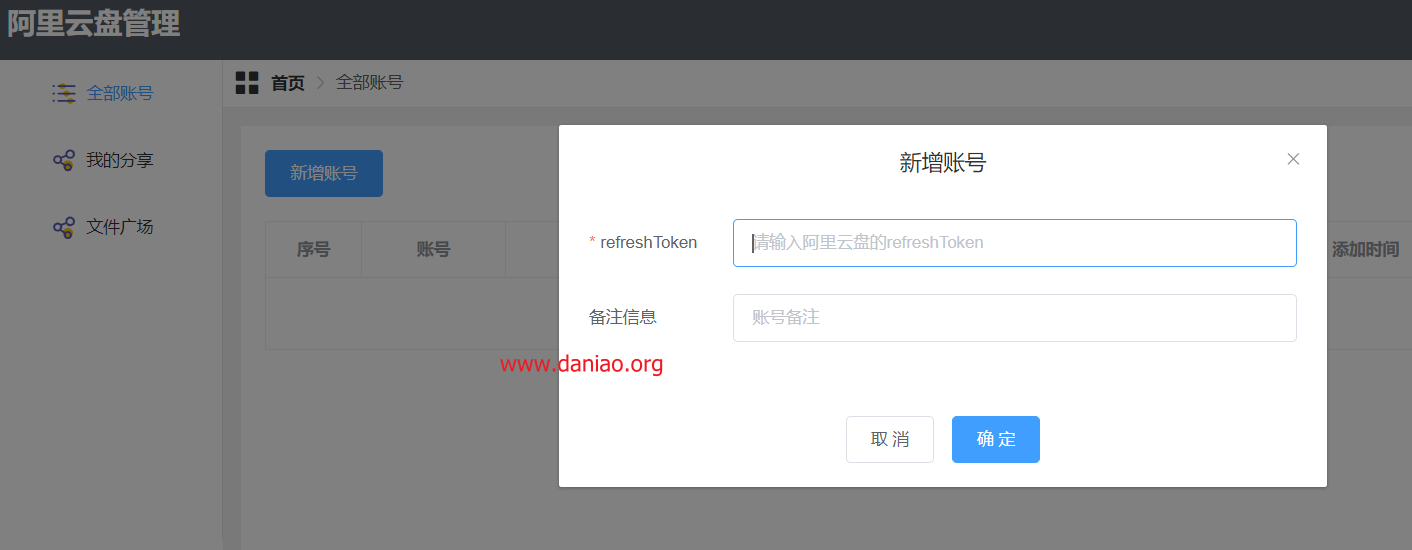 阿里云盘管理
全部账号
我的分享
文件广场
首页 > 全部账号
新增账号
序号 账号 添加时间
新增账号
* refreshToken 请输入阿里云盘的refreshToken
备注信息 账号备注
www.daniao.org
取 消 确 定